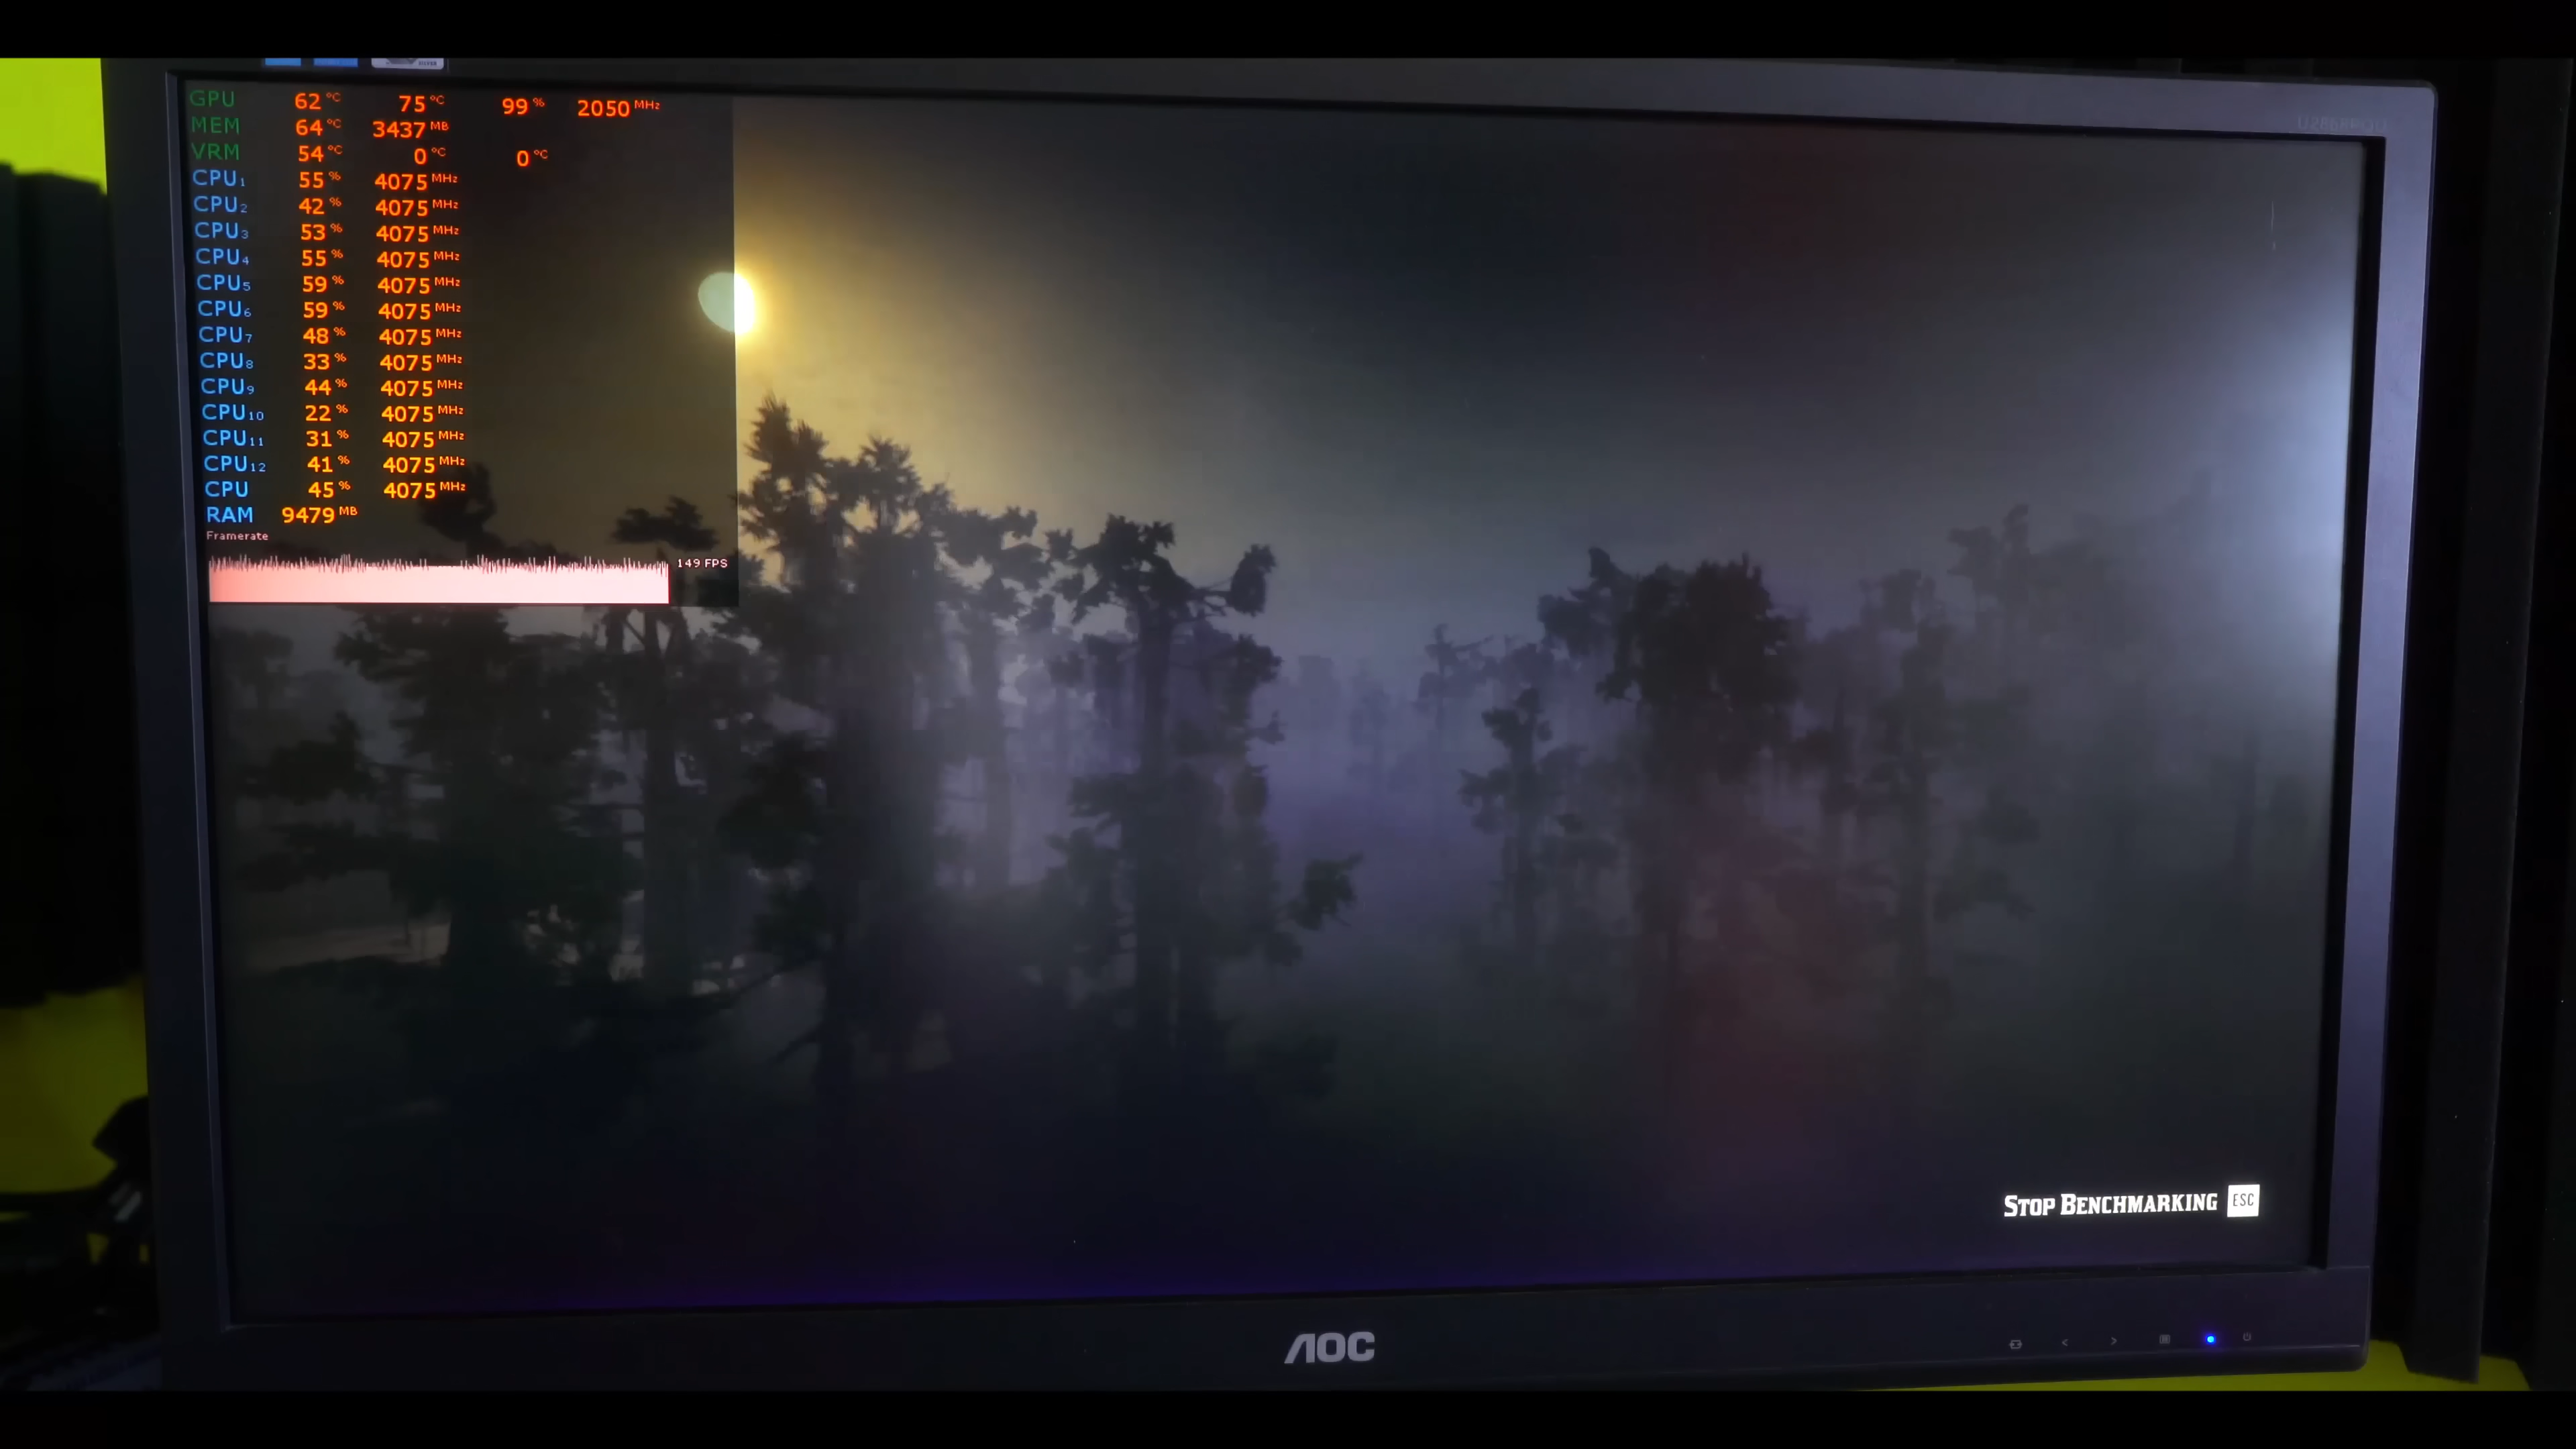 GPU 62 °C 75 °C 99 % 2050 MHz
MEM 64 °C 3437 MB
VRM 54 °C 0 °C 0 °C
CPU1 55 % 4075 MHz
CPU2 42 % 4075 MHz
CPU3 53 % 4075 MHz
CPU4 55 % 4075 MHz
CPU5 59 % 4075 MHz
CPU6 59 % 4075 MHz
CPU7 48 % 4075 MHz
CPU8 33 % 4075 MHz
CPU9 44 % 4075 MHz
CPU10 22 % 4075 MHz
CPU11 31 % 4075 MHz
CPU12 41 % 4075 MHz
CPU 45 % 4075 MHz
RAM 9479 MB
Framerate
149 FPS
STOP BENCHMARKING ESC
AOC